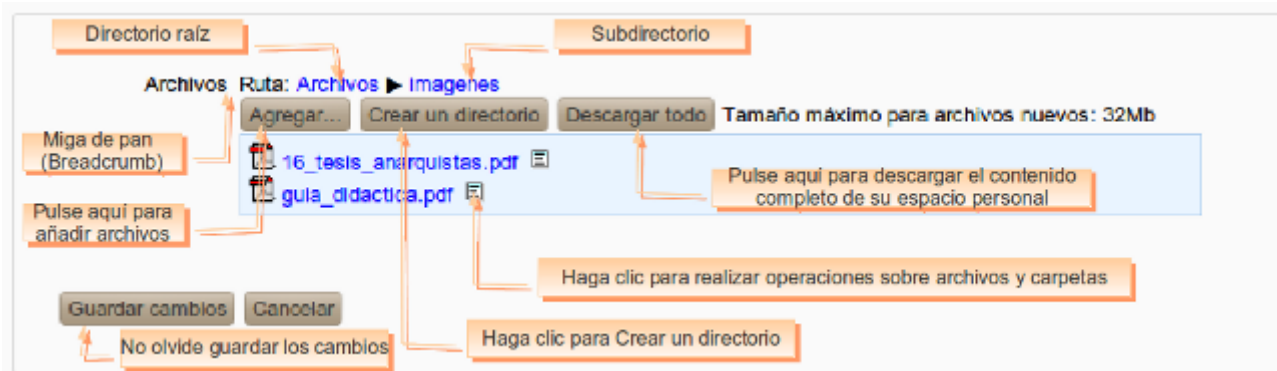 Directorio raíz
Subdirectorio
Archivos Ruta: Archivos ► Imagenes
Agregar... Crear un directorio Descargar todo Tamaño máximo para archivos nuevos: 32Mb
Miga de pan
(Breadcrumb)
16_tesis_anarquistas.pdf
guia_didactica.pdf
Pulse aquí para descargar el contenido
completo de su espacio personal
Pulse aquí para
añadir archivos
Haga clic para realizar operaciones sobre archivos y carpetas
Guardar cambios Cancelar
No olvide guardar los cambios
Haga clic para Crear un directorio